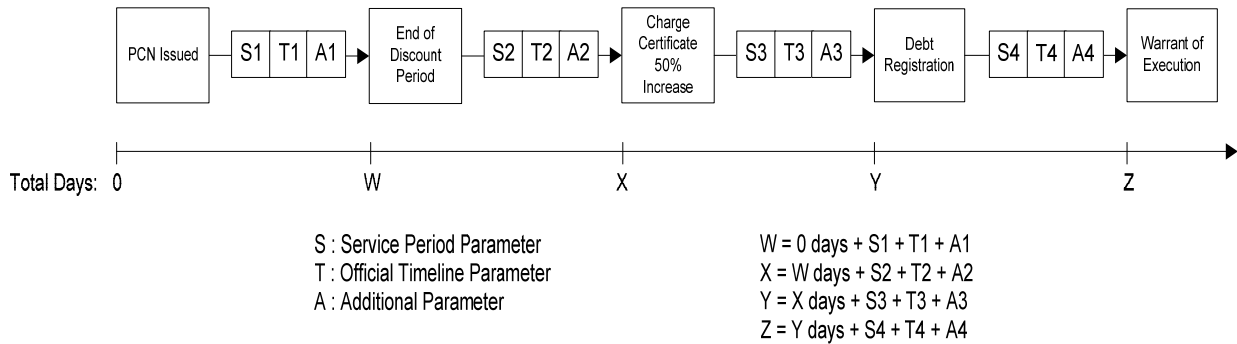 PCN Issued
S1 T1 A1
End of
Discount
Period
S2 T2 A2
Charge
Certificate
50%
Increase
S3 T3 A3
Debt
Registration
S4 T4 A4
Warrant of
Execution
Total Days: 0 W X Y Z
S : Service Period Parameter
T : Official Timeline Parameter
A : Additional Parameter
W = 0 days + S1 + T1 + A1
X = W days + S2 + T2 + A2
Y = X days + S3 + T3 + A3
Z = Y days + S4 + T4 + A4